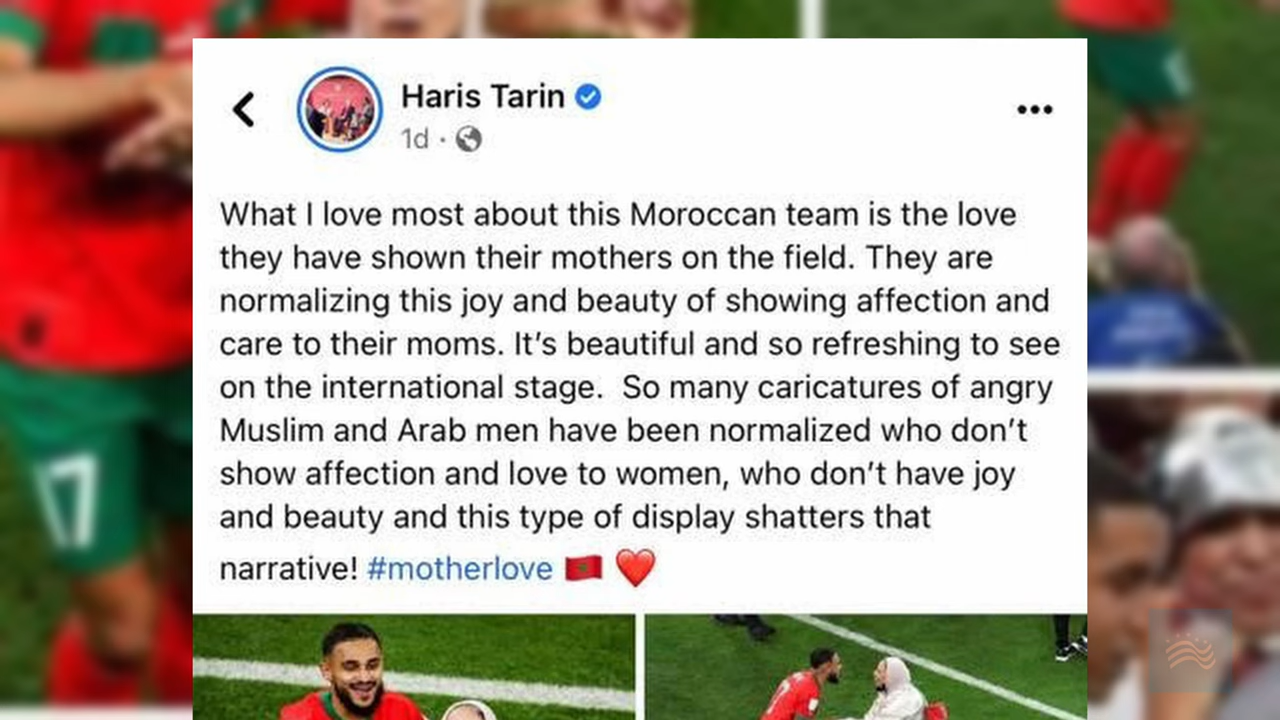 Haris Tarin
1d ·
What I love most about this Moroccan team is the love
they have shown their mothers on the field. They are
normalizing this joy and beauty of showing affection and
care to their moms. It's beautiful and so refreshing to see
on the international stage.  So many caricatures of angry
Muslim and Arab men have been normalized who don't
show affection and love to women, who don't have joy
and beauty and this type of display shatters that
narrative! #motherlove 🇲🇦 ❤️
17